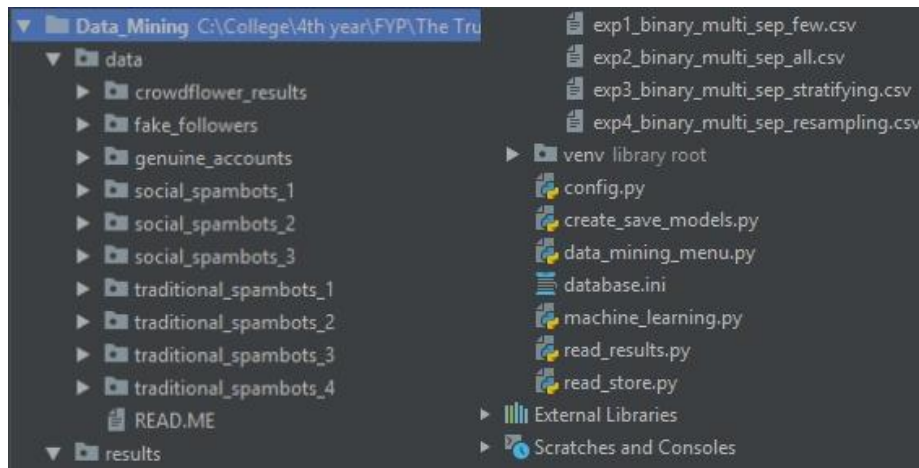 Data_Mining C:\College\4th year\FYP\The Tru
data
crowdflower_results
fake_followers
genuine_accounts
social_spambots_1
social_spambots_2
social_spambots_3
traditional_spambots_1
traditional_spambots_2
traditional_spambots_3
traditional_spambots_4
READ.ME
results
exp1_binary_multi_sep_few.csv
exp2_binary_multi_sep_all.csv
exp3_binary_multi_sep_stratifying.csv
exp4_binary_multi_sep_resampling.csv
venv library root
config.py
create_save_models.py
data_mining_menu.py
database.ini
machine_learning.py
read_results.py
read_store.py
External Libraries
Scratches and Consoles